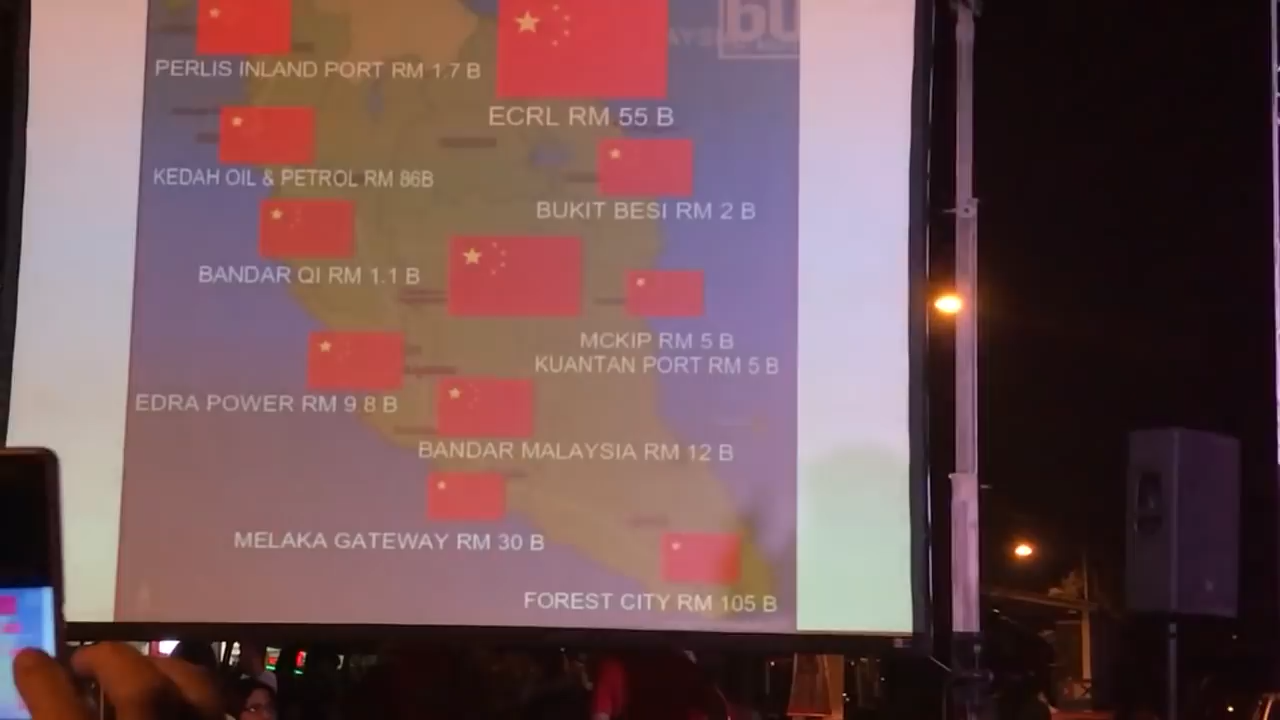 PERLIS INLAND PORT RM 1.7 B
ECRL RM 55 B
KEDAH OIL & PETROL RM 86B
BUKIT BESI RM 2 B
BANDAR QI RM 1.1 B
MCKIP RM 5 B
KUANTAN PORT RM 5 B
EDRA POWER RM 9.8 B
BANDAR MALAYSIA RM 12 B
MELAKA GATEWAY RM 30 B
FOREST CITY RM 105 B